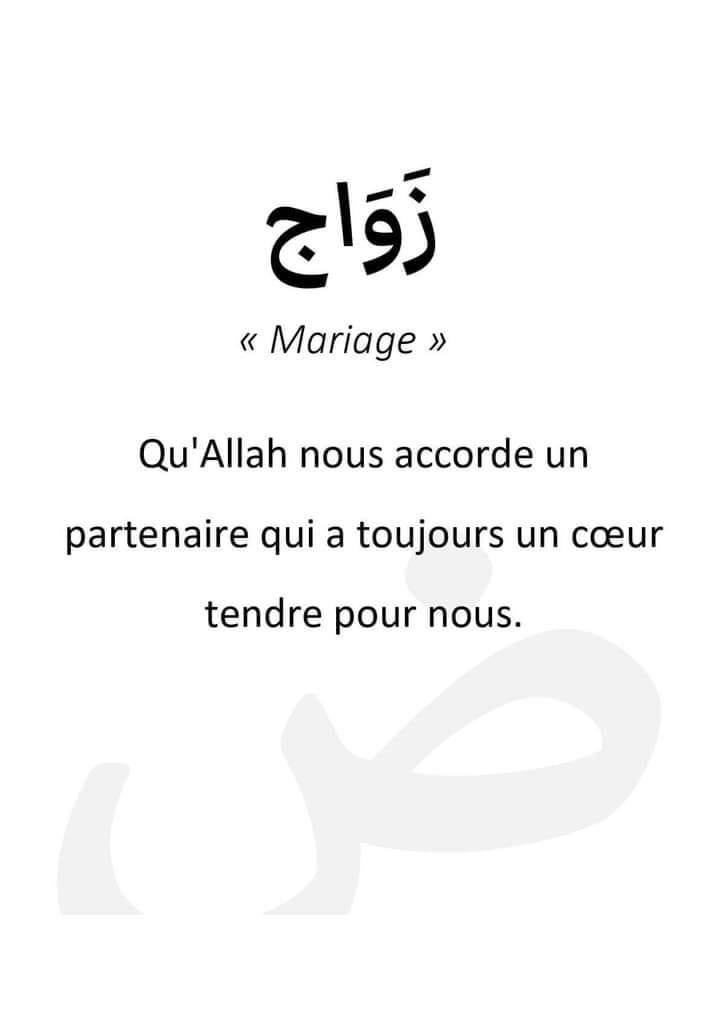 زَوَاج
« Mariage »
Qu'Allah nous accorde un
partenaire qui a toujours un cœur
tendre pour nous.
ض